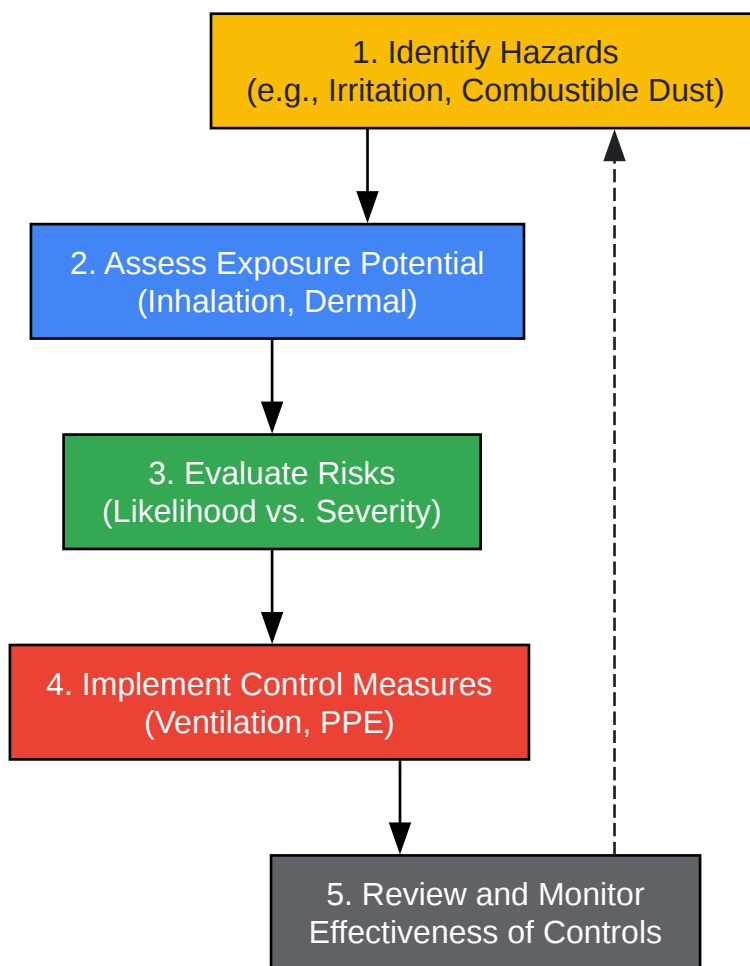 1. Identify Hazards
(e.g., Irritation, Combustible Dust)
2. Assess Exposure Potential
(Inhalation, Dermal)
3. Evaluate Risks
(Likelihood vs. Severity)
4. Implement Control Measures
(Ventilation, PPE)
5. Review and Monitor
Effectiveness of Controls